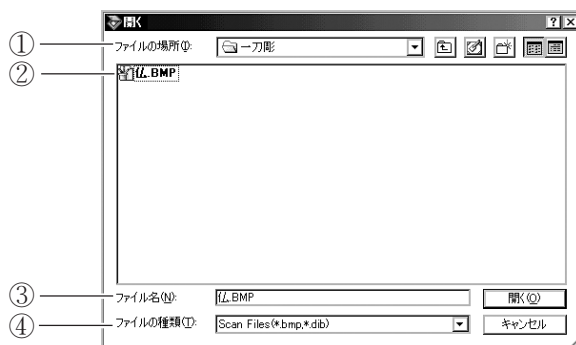 開く
? ×
① ファイルの場所(I): 一刀彫
② 仏.BMP
③ ファイル名(N): 仏.BMP 開く(O)
④ ファイルの種類(T): Scan Files(*.bmp,*.dib) キャンセル